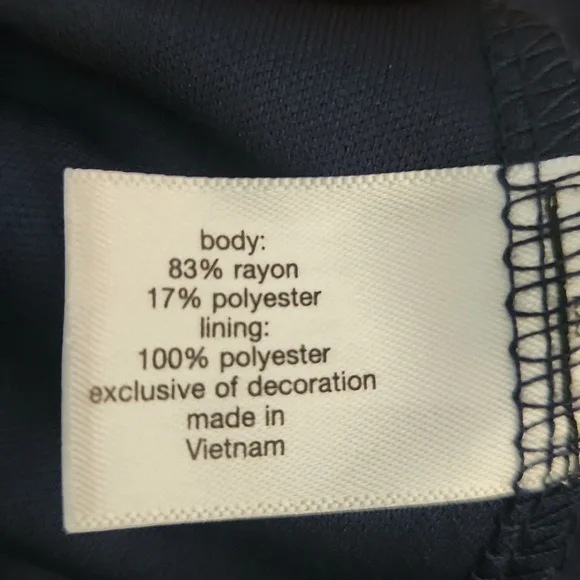 body:
83% rayon
17% polyester
lining:
100% polyester
exclusive of decoration
made in
Vietnam